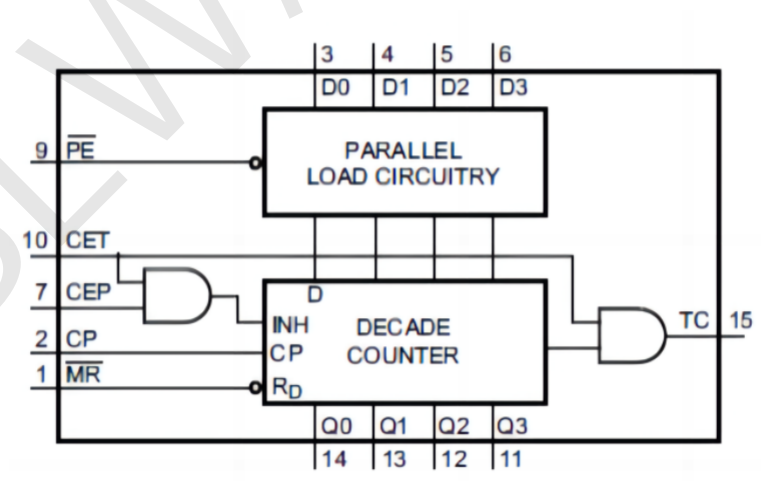 3 4 5 6
D0 D1 D2 D3
9 PE
PARALLEL
LOAD CIRCUITRY
10 CET
7 CEP
D
INH
DECADE
COUNTER
TC 15
2 CP
CP
1 MR
RD
Q0 Q1 Q2 Q3
14 13 12 11